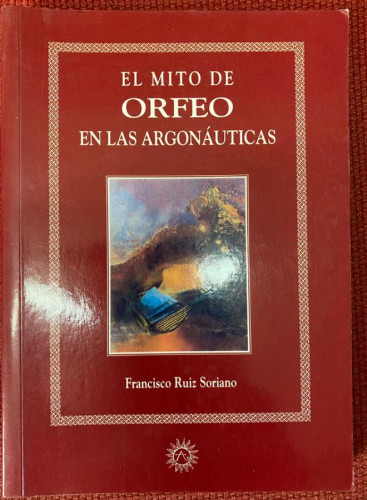 EL MITO DE
ORFEO
EN LAS ARGONÁUTICAS
Francisco Ruiz Soriano